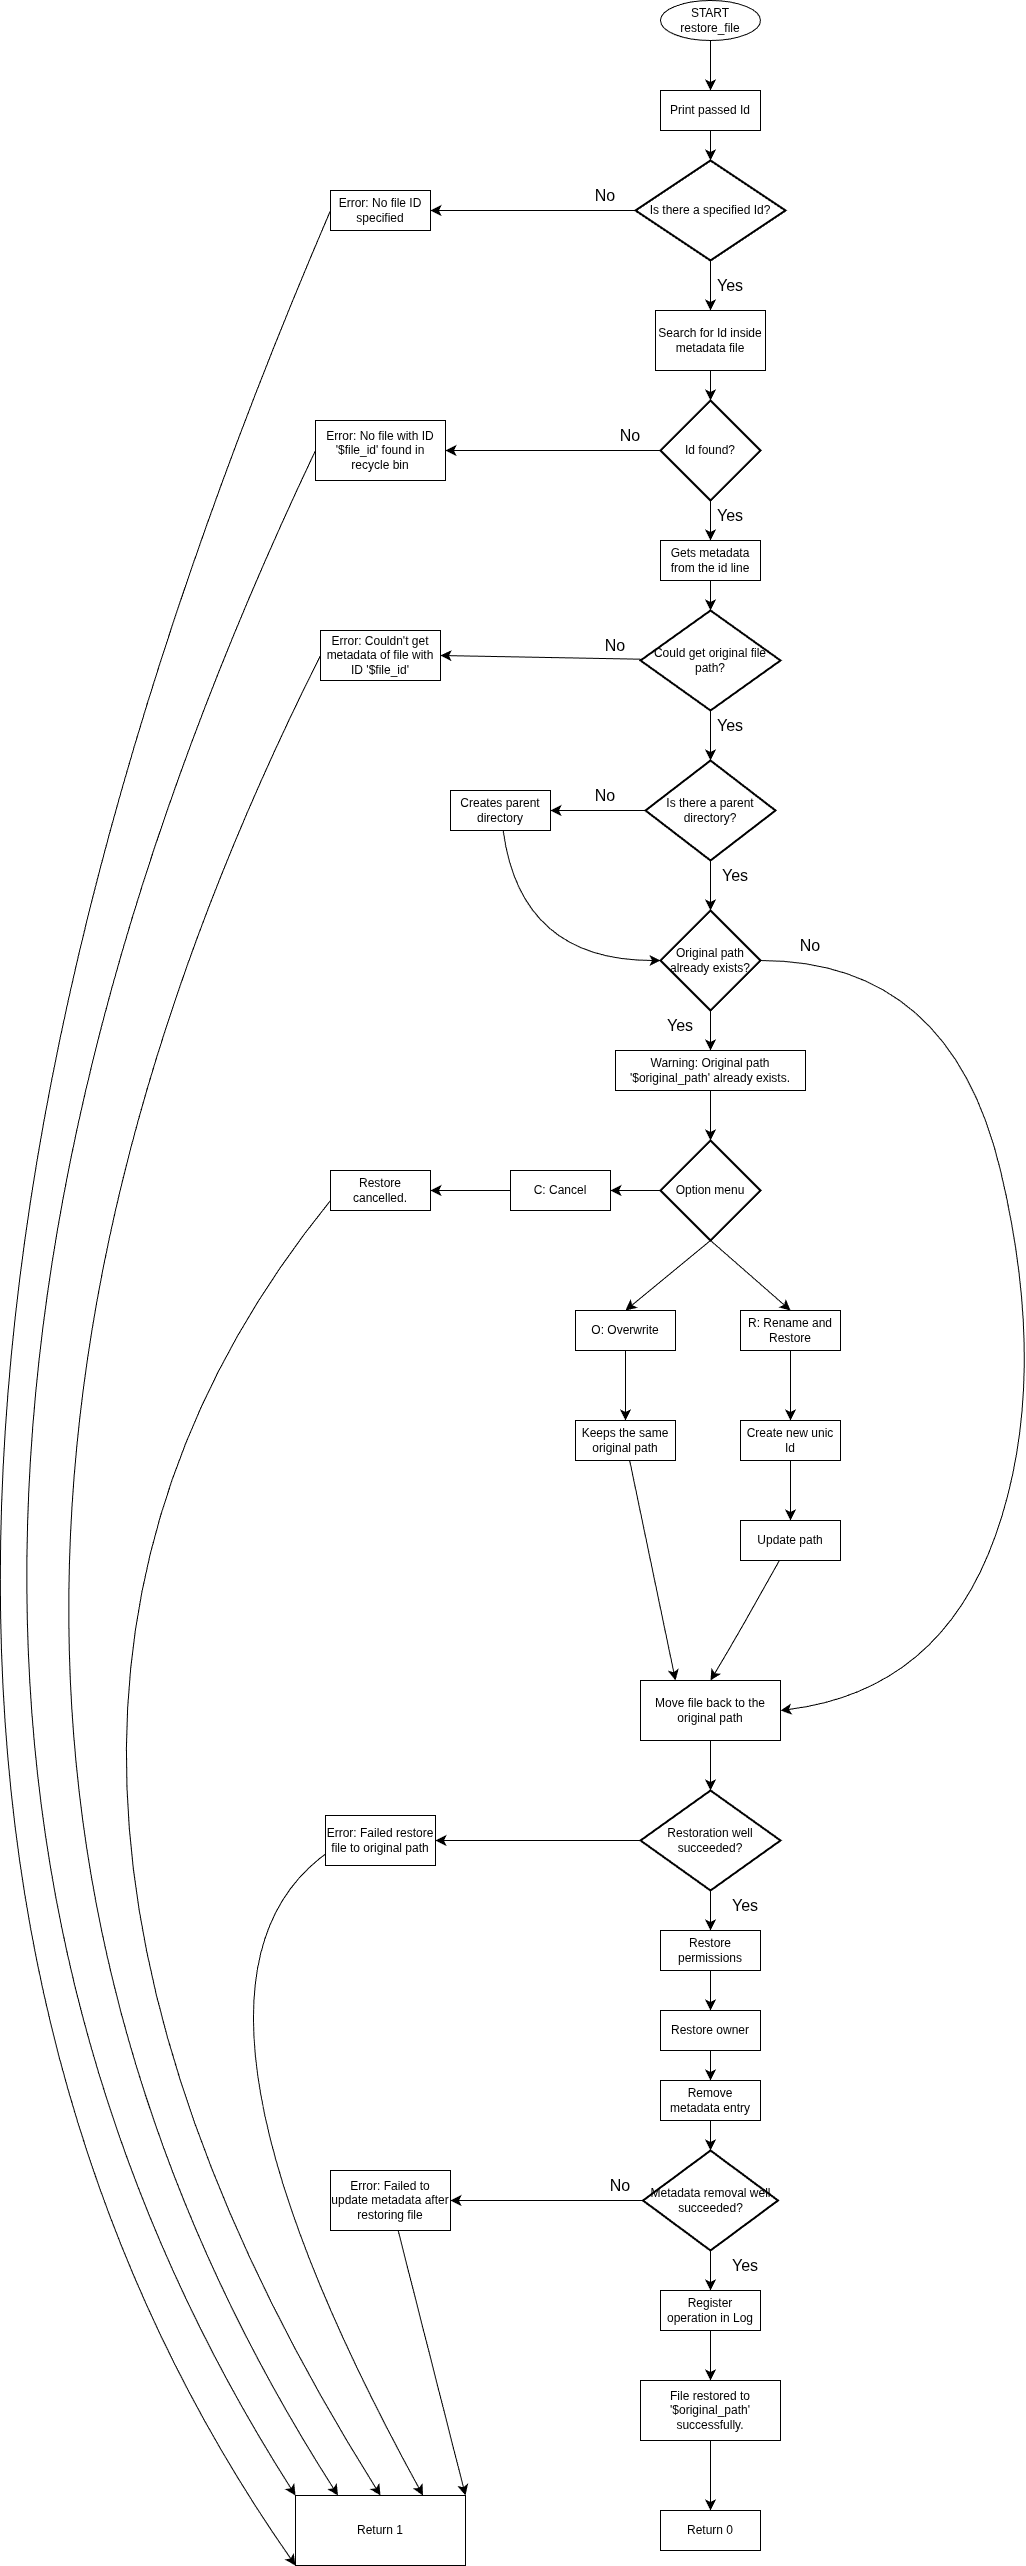 START
restore_file
Print passed Id
Is there a specified Id?
No
Error: No file ID
specified
Yes
Search for Id inside
metadata file
Id found?
No
Error: No file with ID
'$file_id' found in
recycle bin
Yes
Gets metadata
from the id line
Could get original file
path?
No
Error: Couldn't get
metadata of file with
ID '$file_id'
Yes
Is there a parent
directory?
No
Creates parent
directory
Yes
Original path
already exists?
No
Yes
Warning: Original path
'$original_path' already exists.
Option menu
C: Cancel
Restore
cancelled.
O: Overwrite
R: Rename and
Restore
Keeps the same
original path
Create new unic
Id
Update path
Move file back to the
original path
Restoration well
succeeded?
Error: Failed restore
file to original path
Yes
Restore
permissions
Restore owner
Remove
metadata entry
Metadata removal well
succeeded?
No
Error: Failed to
update metadata after
restoring file
Yes
Register
operation in Log
File restored to
'$original_path'
successfully.
Return 1
Return 0